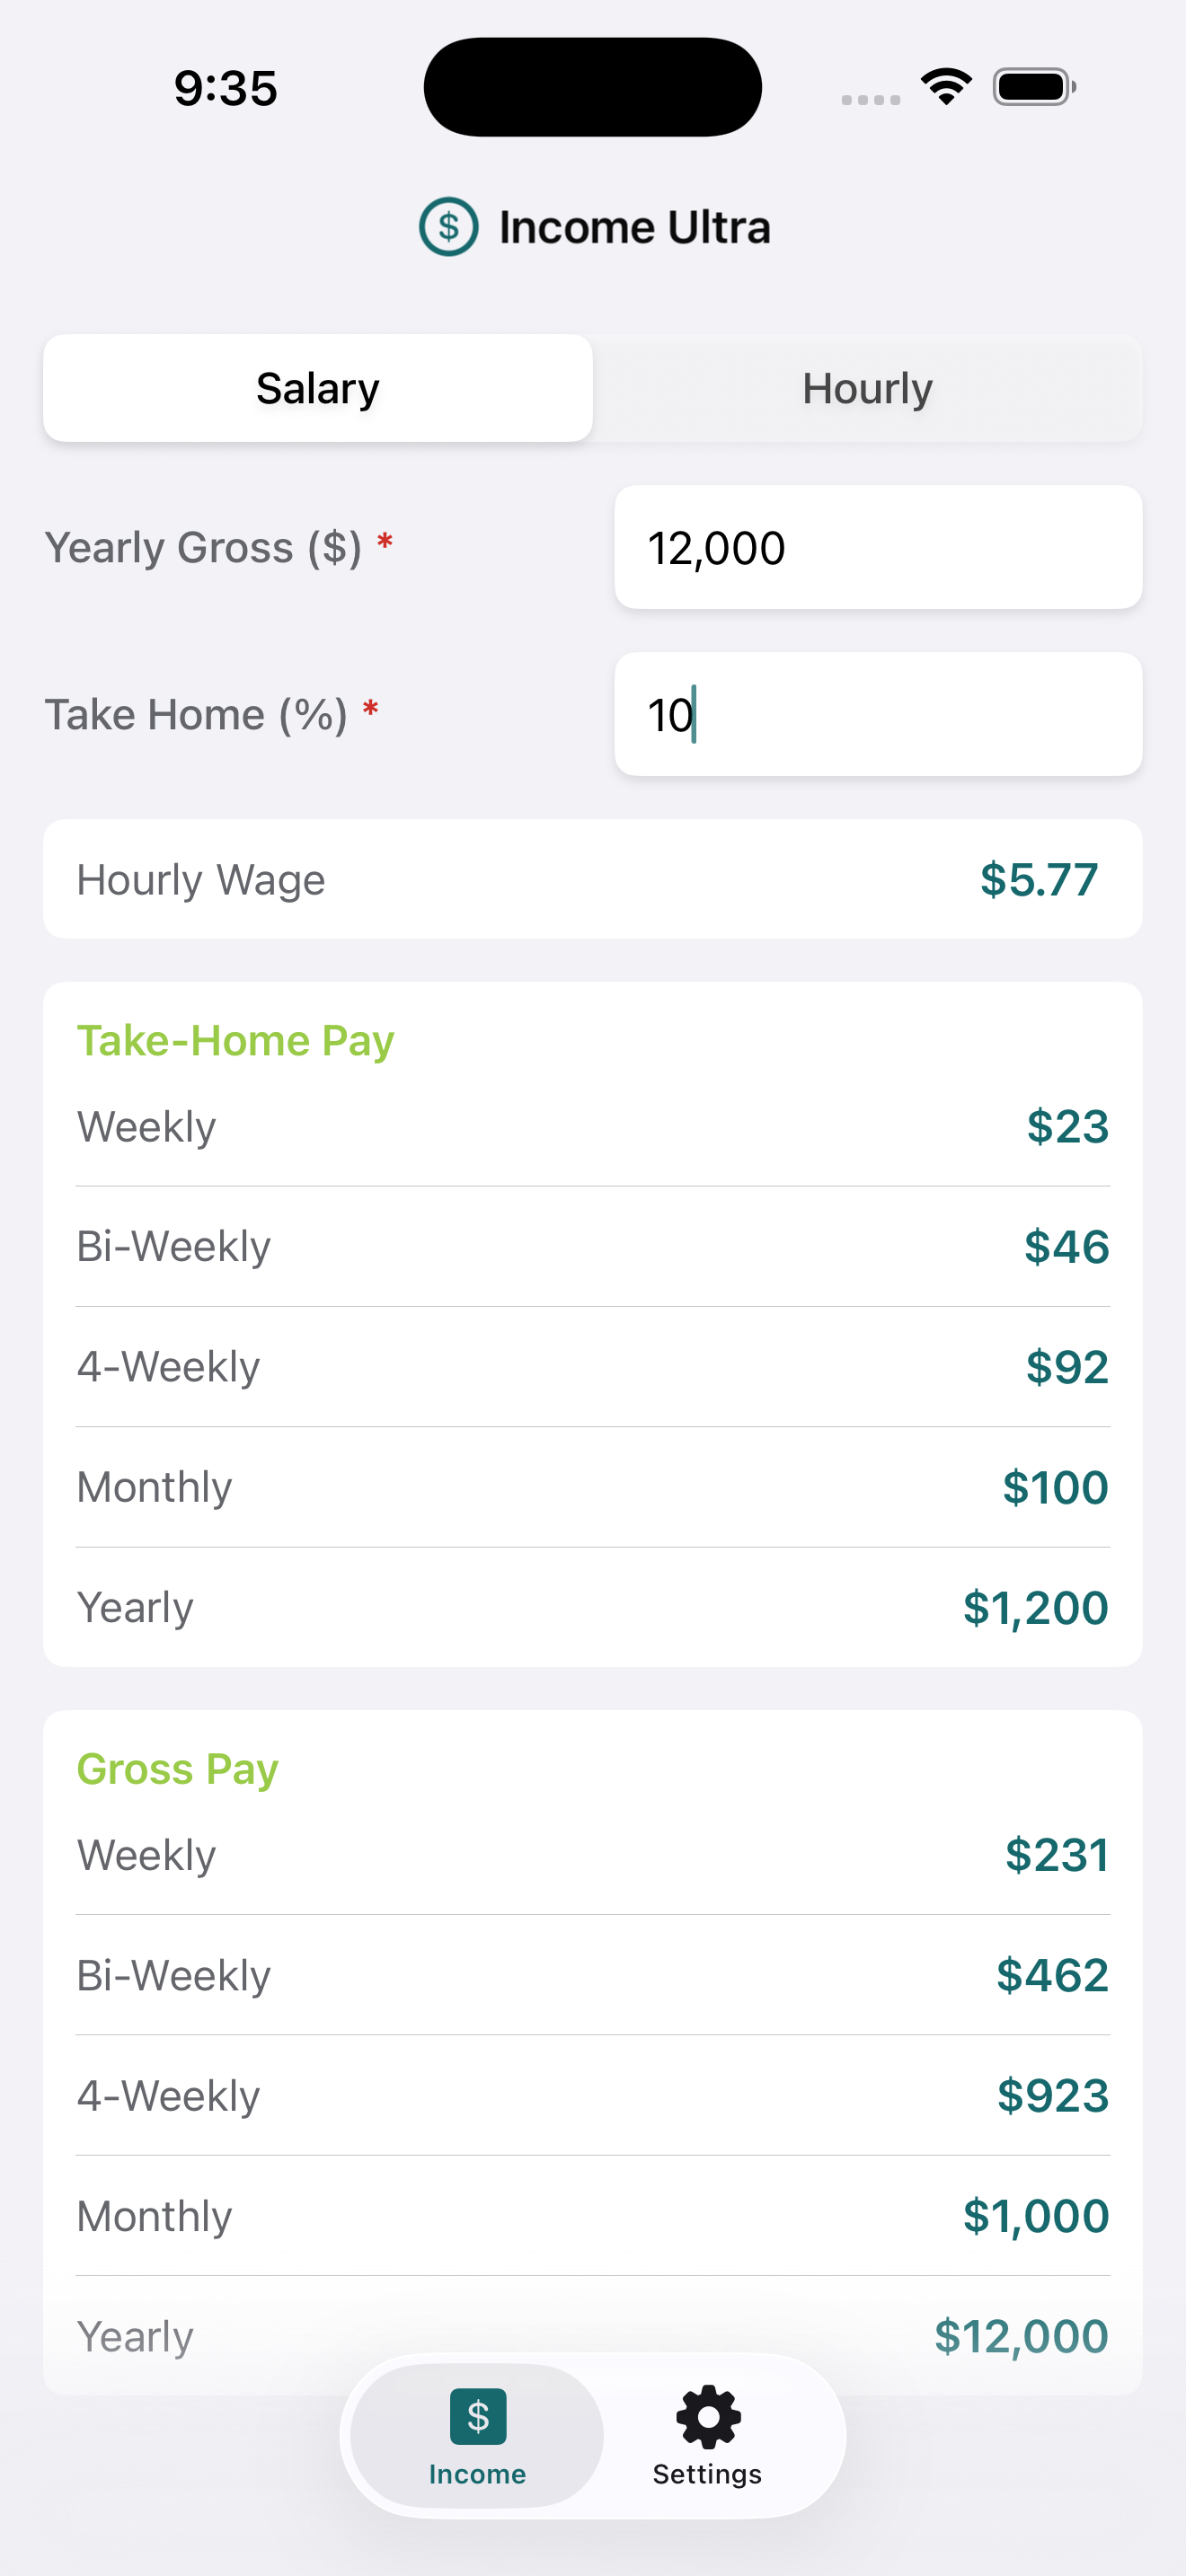 9:35
$ Income Ultra
Salary Hourly
Yearly Gross ($) * 12,000
Take Home (%) * 10
Hourly Wage $5.77
Take-Home Pay
Weekly $23
Bi-Weekly $46
4-Weekly $92
Monthly $100
Yearly $1,200
Gross Pay
Weekly $231
Bi-Weekly $462
4-Weekly $923
Monthly $1,000
Yearly $12,000
$
Income Settings